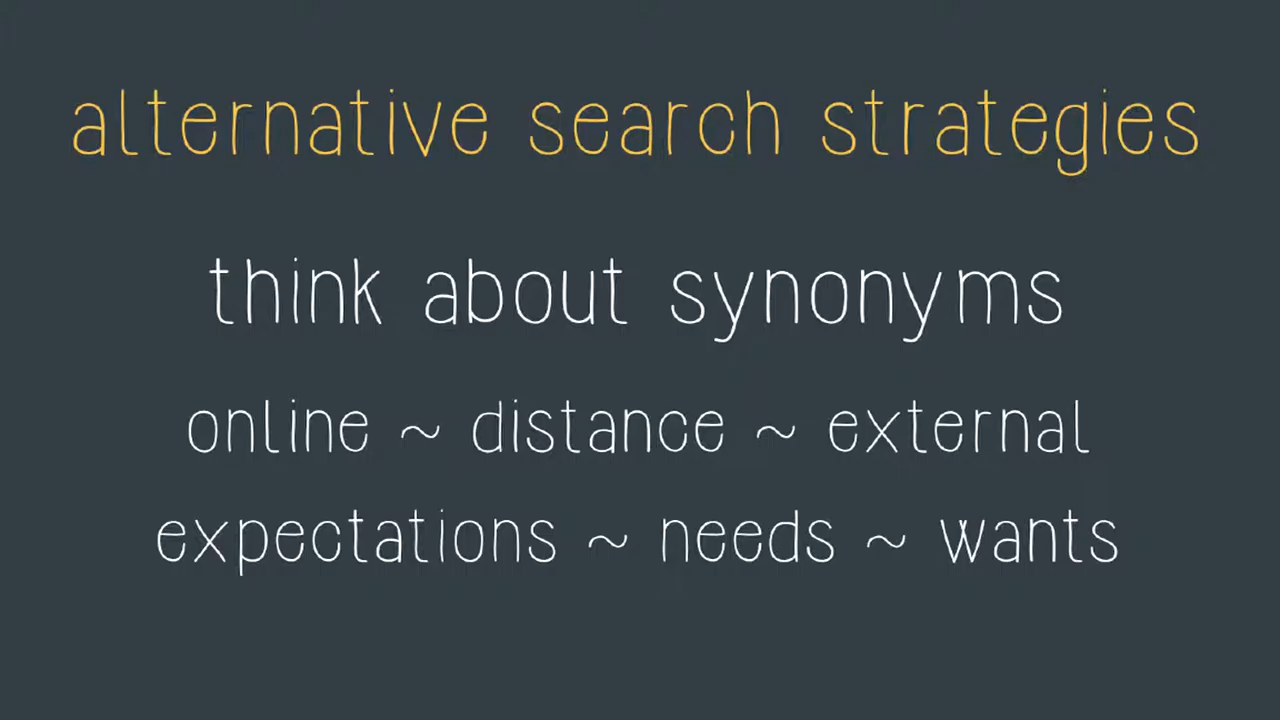 alternative search strategies
think about synonyms
online ~ distance ~ external
expectations ~ needs ~ wants